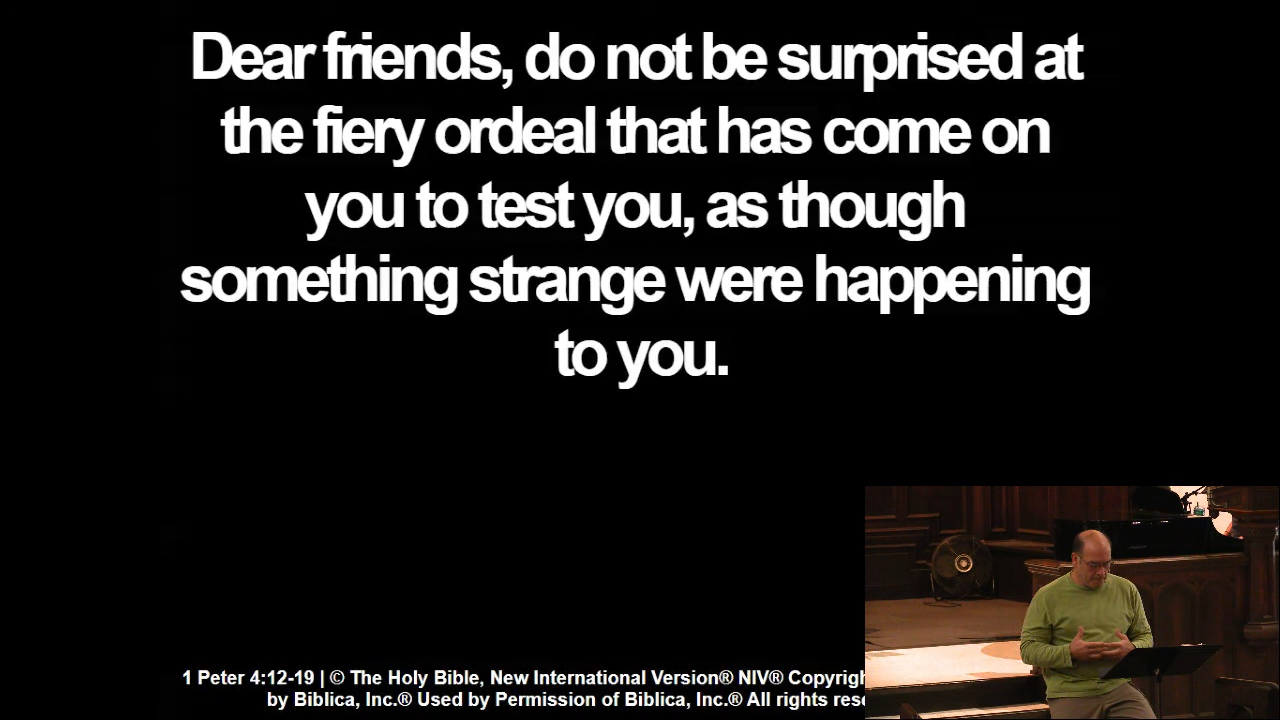 Dear friends, do not be surprised at
the fiery ordeal that has come on
you to test you, as though
something strange were happening
to you.
1 Peter 4:12-19 | © The Holy Bible, New International Version® NIV®
by Biblica, Inc.® Used by Permission of Biblica, Inc.® All rights